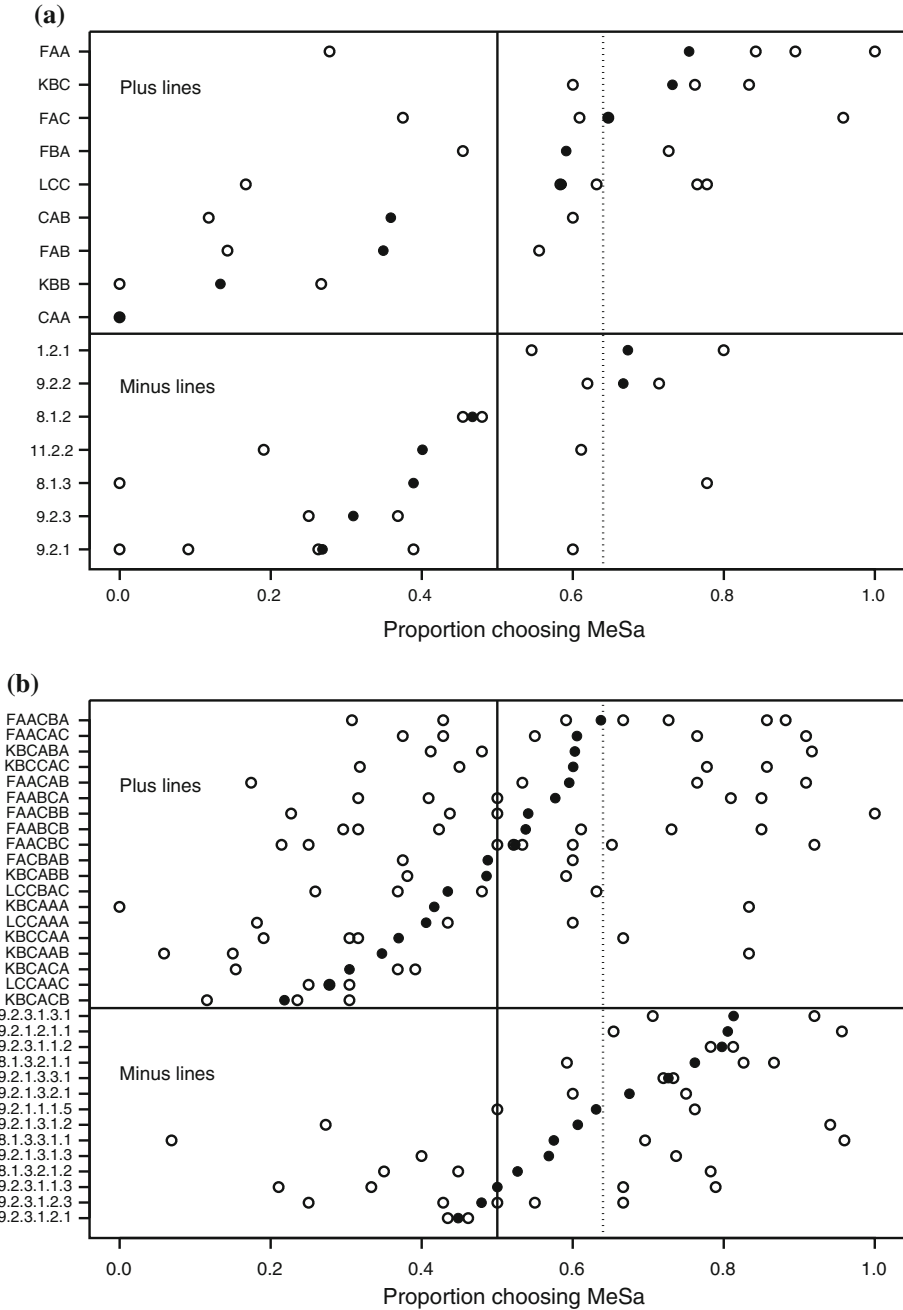 (a)
FAA
KBC
Plus lines
FAC
FBA
LCC
CAB
FAB
KBB
CAA
1.2.1
9.2.2
Minus lines
8.1.2
11.2.2
8.1.3
9.2.3
9.2.1
0.0 0.2 0.4 0.6 0.8 1.0
Proportion choosing MeSa
(b)
FAACBA
FAACAC
KBCABA
KBCCAC
FAACAB
Plus lines
FAABCA
FAACBB
FAABCB
FAACBC
FACBAB
KBCABB
LCCBAC
KBCAAA
LCCAAA
KBCCAA
KBCAAB
KBCACA
LCCAAC
KBCACB
9.2.3.1.3.1
9.2.1.2.1.1
9.2.3.1.1.2
8.1.3.2.1.1
Minus lines
9.2.1.3.3.1
9.2.1.3.2.1
9.2.1.1.1.5
9.2.1.3.1.2
8.1.3.3.1.1
9.2.1.3.1.3
8.1.3.2.1.2
9.2.3.1.1.3
9.2.3.1.2.3
9.2.3.1.2.1
0.0 0.2 0.4 0.6 0.8 1.0
Proportion choosing MeSa